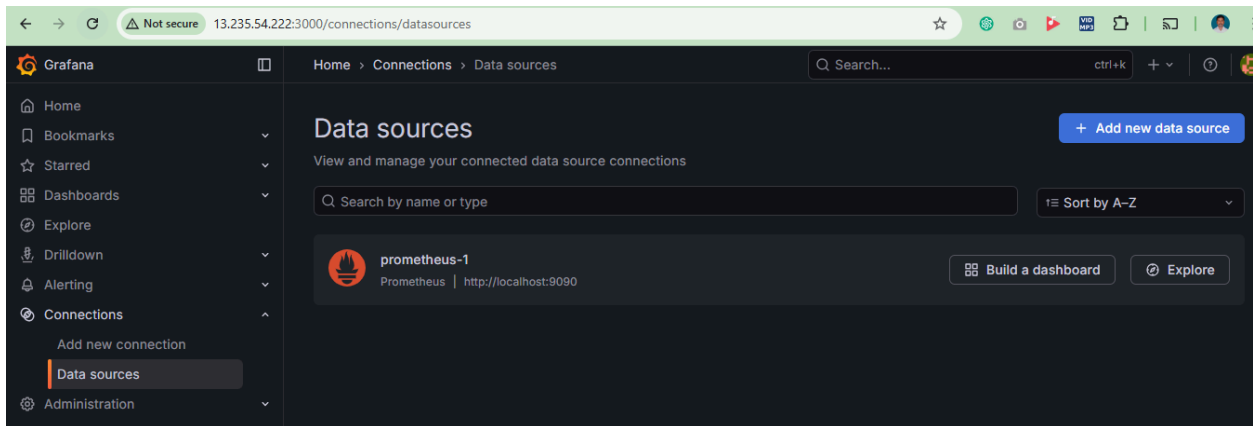 Not secure 13.235.54.222:3000/connections/datasources
VID
MP3
Grafana
Home > Connections > Data sources
Search... ctrl+k
Home
Bookmarks
Starred
Dashboards
Explore
Drilldown
Alerting
Connections
Add new connection
Data sources
Administration
Data sources
+ Add new data source
View and manage your connected data source connections
Search by name or type
Sort by A–Z
prometheus-1
Prometheus | http://localhost:9090
Build a dashboard
Explore